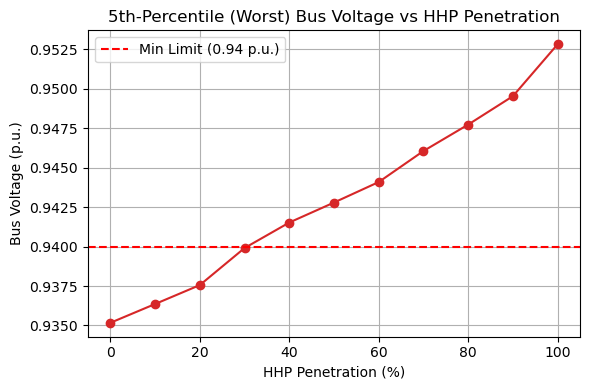 5th-Percentile (Worst) Bus Voltage vs HHP Penetration
Min Limit (0.94 p.u.)
Bus Voltage (p.u.)
0.9525
0.9500
0.9475
0.9450
0.9425
0.9400
0.9375
0.9350
0 20 40 60 80 100
HHP Penetration (%)